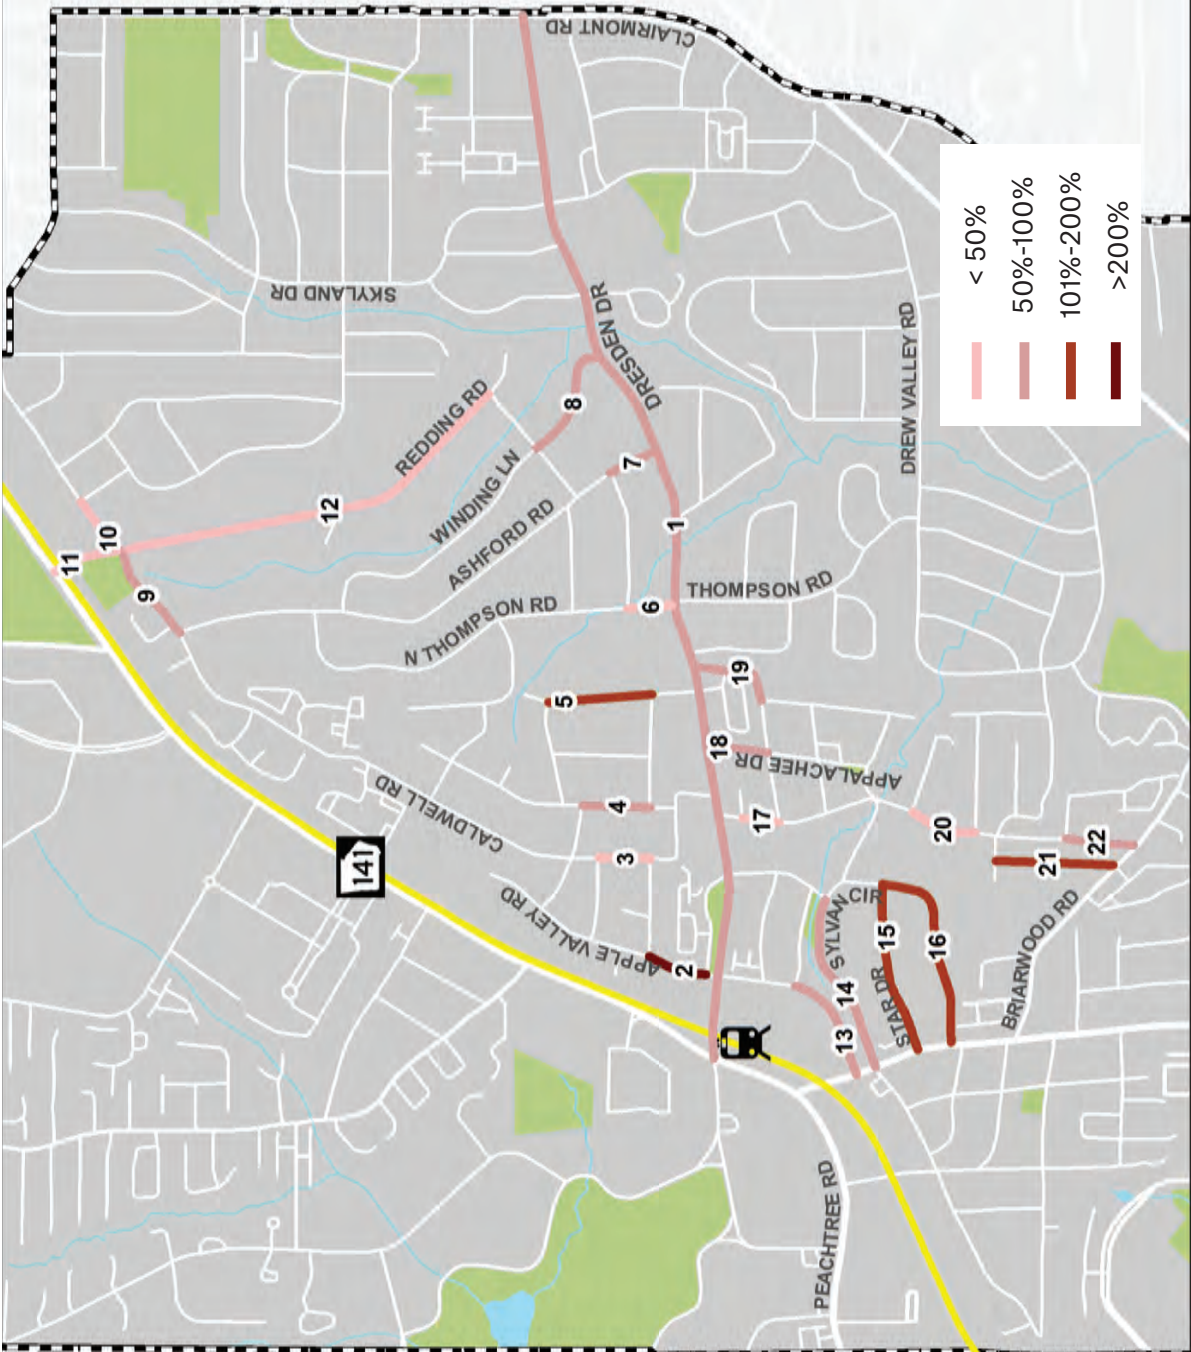 CLAIRMONT RD
SKYLAND DR
DRESDEN DR
REDDING RD
WINDING LN
ASHFORD RD
N THOMPSON RD
THOMPSON RD
DREW VALLEY RD
CALDWELL RD
APPLE VALLEY RD
APPALACHEE DR
SYLVAN CIR
STAR DR
BRIARWOOD RD
PEACHTREE RD
141
1
2
3
4
5
6
7
8
9
10
11
12
13
14
15
16
17
18
19
20
21
22
< 50%
50%-100%
101%-200%
>200%